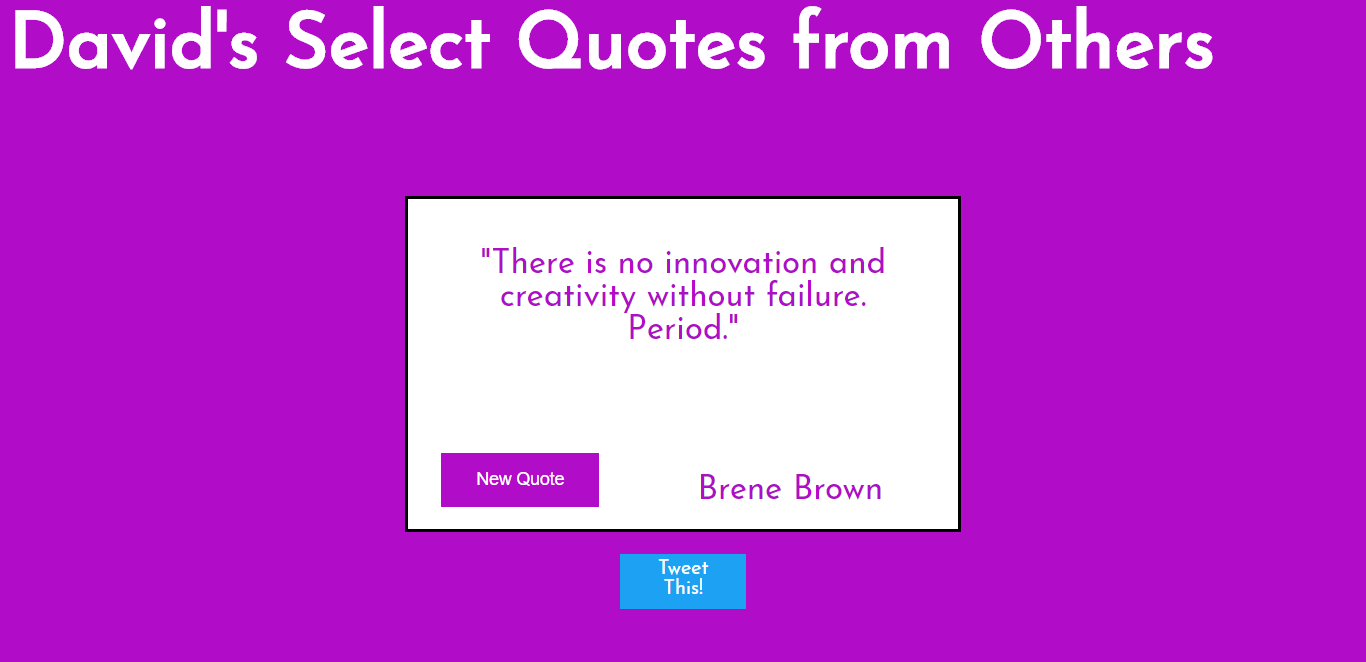 David's Select Quotes from Others
"There is no innovation and
creativity without failure.
Period."
New Quote
Brene Brown
Tweet
This!